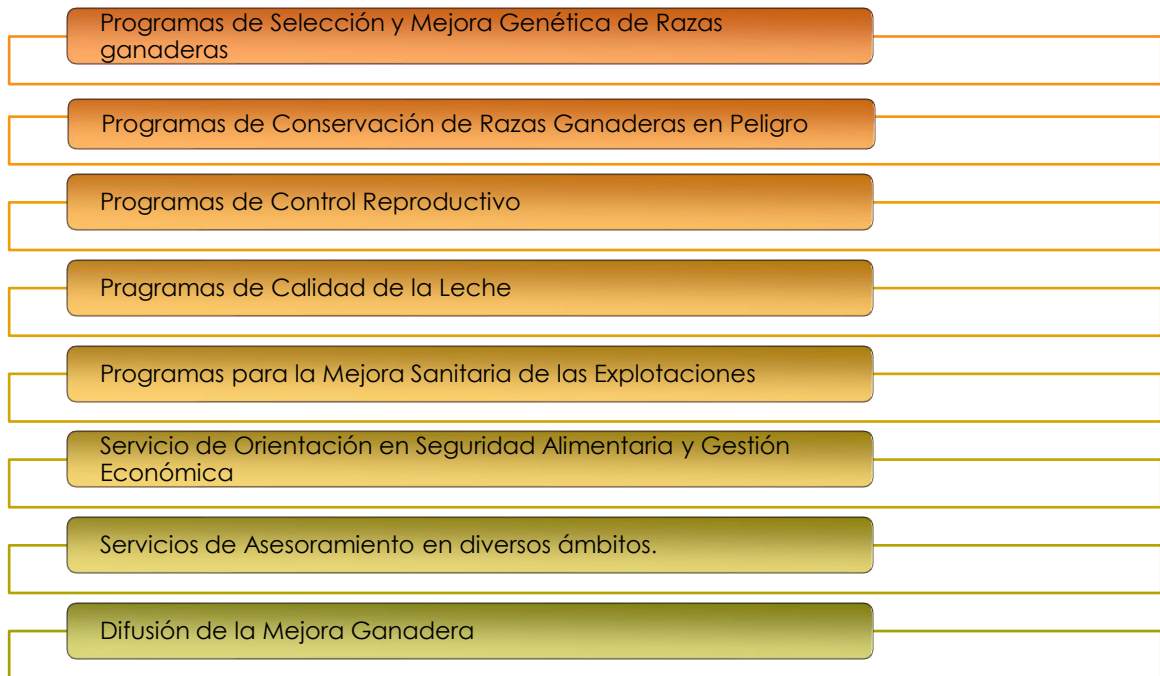 Programas de Selección y Mejora Genética de Razas
ganaderas
Programas de Conservación de Razas Ganaderas en Peligro
Programas de Control Reproductivo
Pragramas de Calidad de la Leche
Programas para la Mejora Sanitaria de las Explotaciones
Servicio de Orientación en Seguridad Alimentaria y Gestión
Económica
Servicios de Asesoramiento en diversos ámbitos.
Difusión de la Mejora Ganadera